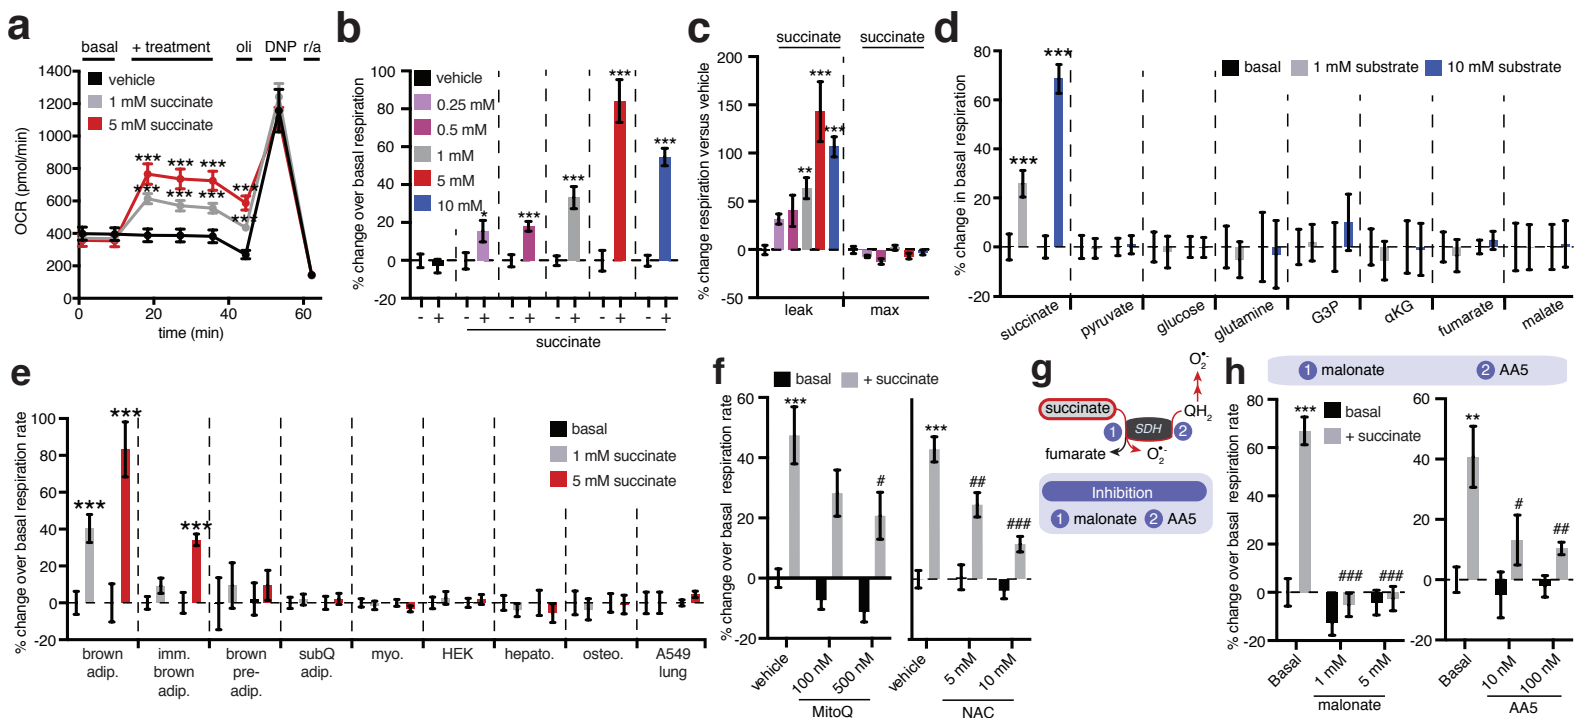 a
basal + treatment oli DNP r/a
vehicle
1 mM succinate
5 mM succinate
OCR (pmol/min)
1400
1200
1000
800
600
400
200
0
*** *** *** ***
*** *** *** ***
0 20 40 60
time (min)
b
% change over basal respiration
100
80
60
40
20
0
-20
vehicle
0.25 mM
0.5 mM
1 mM
5 mM
10 mM
* *** *** *** ***
- + - + - + - + - + - +
succinate
c
succinate succinate
% change respiration versus vehicle
200
150
100
50
0
-50
** *** ***
leak max
d
% change in basal respiration
80
60
40
20
0
-20
basal 1 mM substrate 10 mM substrate
*** ***
succinate pyruvate glucose glutamine G3P αKG fumarate malate
e
% change over basal respiration rate
100
80
60
40
20
0
-20
basal
1 mM succinate
5 mM succinate
*** *** ***
brown adip.
imm. brown adip.
brown pre-adip.
subQ adip.
myo.
HEK
hepato.
osteo.
A549 lung
f
basal + succinate
% change over basal respiration rate
60
40
20
0
-20
*** #
vehicle 100 nM 500 nM
MitoQ
60
40
20
0
-20
*** ## ###
vehicle 5 mM 10 mM
NAC
g
O2•-
succinate QH2
1 SDH 2
fumarate O2•-
Inhibition
1 malonate 2 AA5
h
1 malonate 2 AA5
basal
+ succinate
% change over basal respiration rate
80
60
40
20
0
-20
*** ### ###
Basal 1 mM 5 mM
malonate
60
40
20
0
-20
** # ##
Basal 10 nM 100 nM
AA5